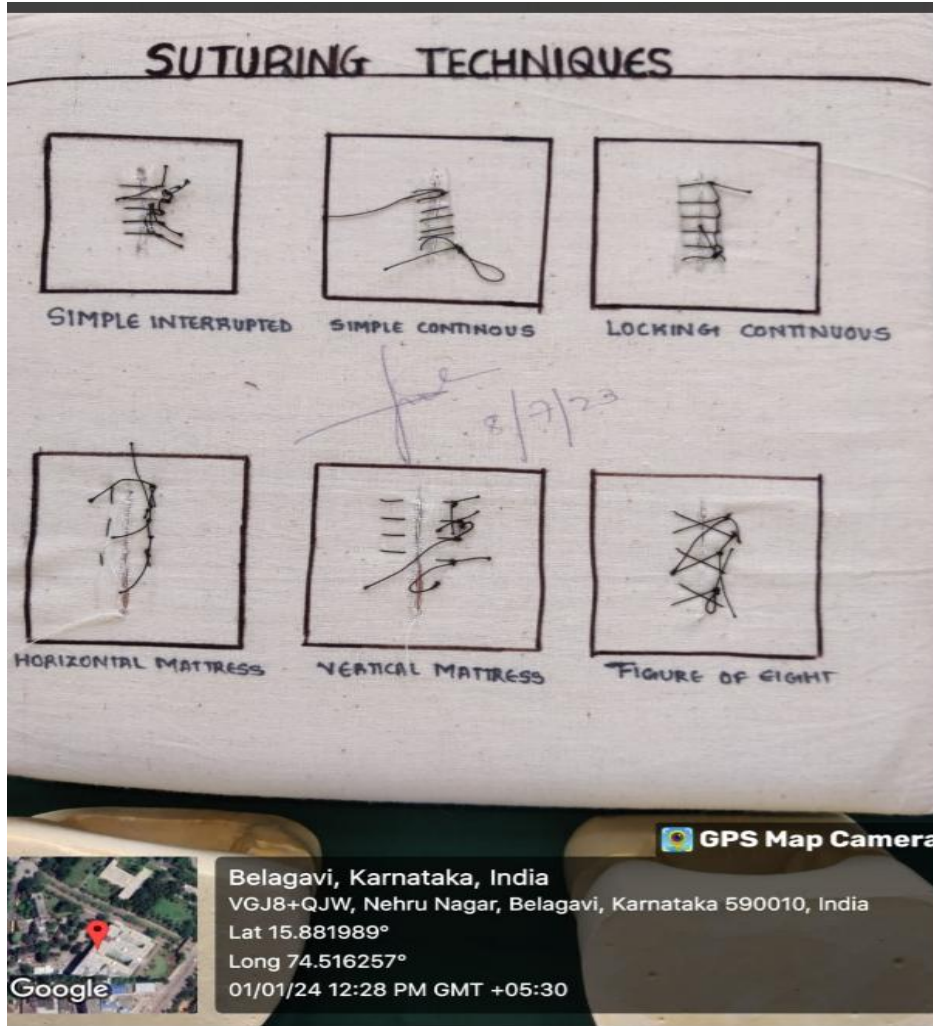 SUTURING TECHNIQUES
SIMPLE INTERRUPTED
SIMPLE CONTINOUS
LOCKING CONTINUOUS
8/7/23
HORIZONTAL MATTRESS
VERTICAL MATTRESS
FIGURE OF EIGHT
GPS Map Camera
Belagavi, Karnataka, India
VGJ8+QJW, Nehru Nagar, Belagavi, Karnataka 590010, India
Lat 15.881989°
Long 74.516257°
01/01/24 12:28 PM GMT +05:30
Google